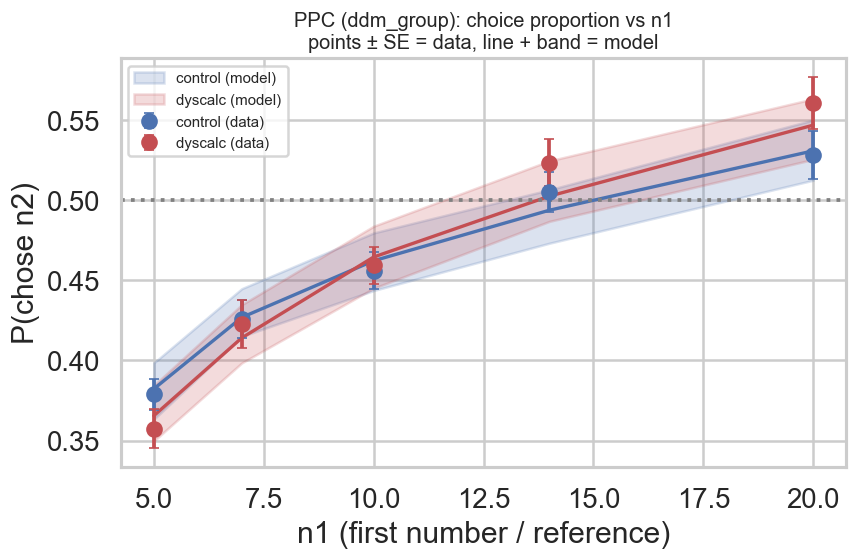 PPC (ddm_group): choice proportion vs n1
points ± SE = data, line + band = model
control (model)
dyscalc (model)
control (data)
dyscalc (data)
P(chose n2)
0.55
0.50
0.45
0.40
0.35
5.0 7.5 10.0 12.5 15.0 17.5 20.0
n1 (first number / reference)